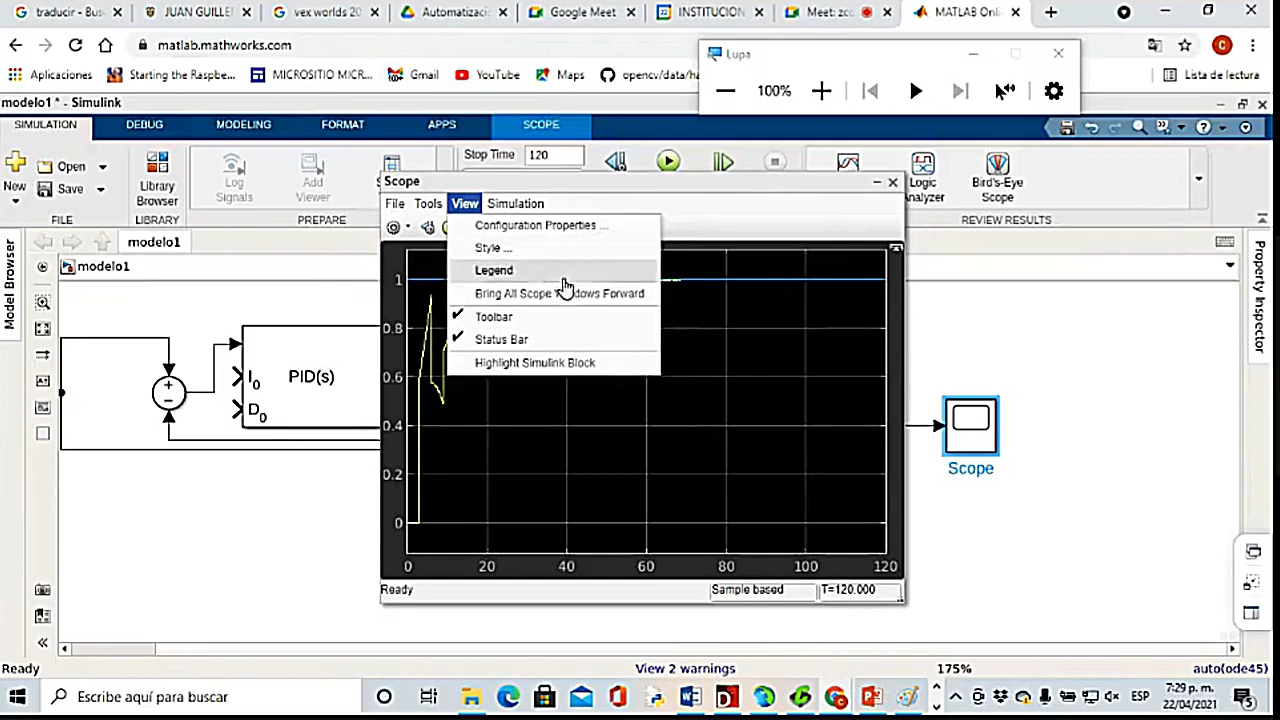 traducir - Bus
JUAN GUILLE
vex worlds 20
Automatizaci
Google Meet
INSTITUCION
Meet: zc
MATLAB Onli
matlab.mathworks.com
Lupa
Aplicaciones
Starting the Raspbe...
MICROSITIO MICR...
Gmail
YouTube
Maps
opencv/data/ha
Lista de lectura
100%
modelo1 * - Simulink
SIMULATION
DEBUG
MODELING
FORMAT
APPS
SCOPE
New
Open
Save
Library
Browser
Log
Signals
Add
Viewer
Stop Time
120
Logic
Analyzer
Bird's-Eye
Scope
FILE
LIBRARY
PREPARE
REVIEW RESULTS
Scope
File
Tools
View
Simulation
Configuration Properties ...
Style ...
Legend
Bring All Scope Windows Forward
Toolbar
Status Bar
Highlight Simulink Block
Model Browser
modelo1
modelo1
Property Inspector
+
−
PID(s)
I0
D0
1
0.8
0.6
0.4
0.2
0
0
20
40
60
80
100
120
Ready
Sample based
T=120.000
Scope
Ready
View 2 warnings
175%
auto(ode45)
Escribe aquí para buscar
ESP
7:29 p. m.
22/04/2021
5